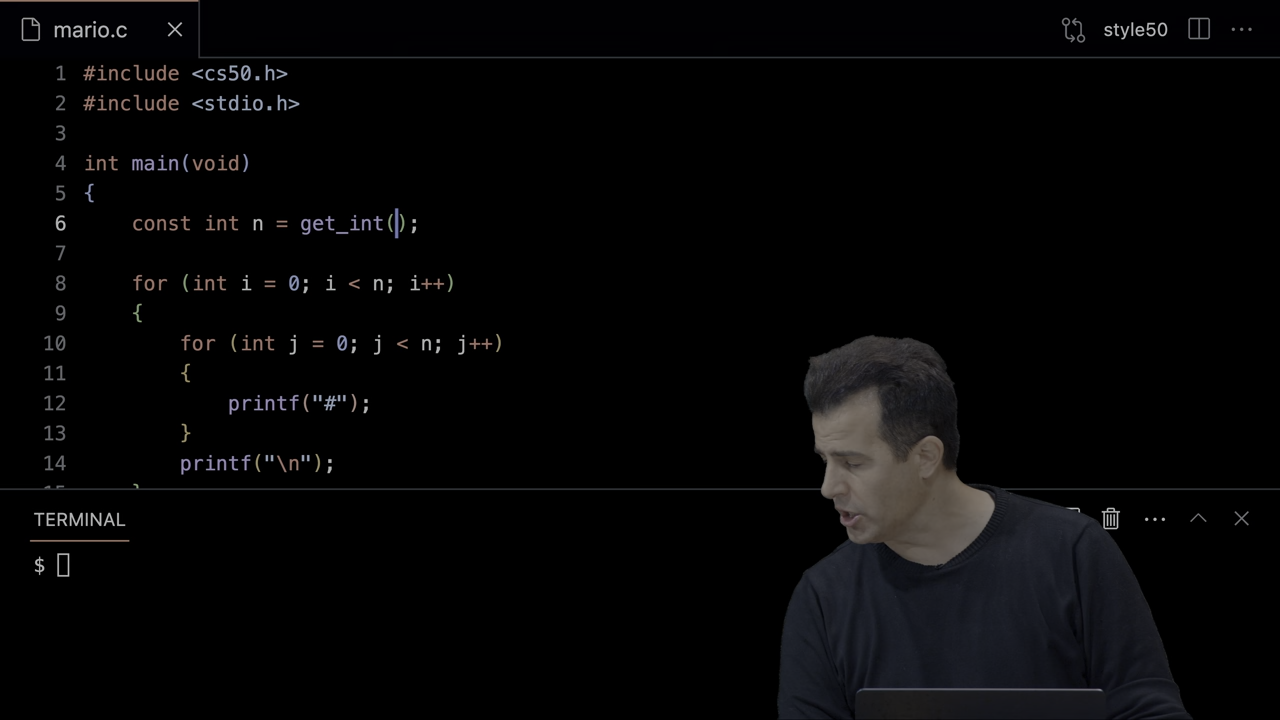 mario.c
style50
1 #include <cs50.h>
2 #include <stdio.h>
3
4 int main(void)
5 {
6     const int n = get_int();
7
8     for (int i = 0; i < n; i++)
9     {
10         for (int j = 0; j < n; j++)
11         {
12             printf("#");
13         }
14         printf("\n");
TERMINAL
$